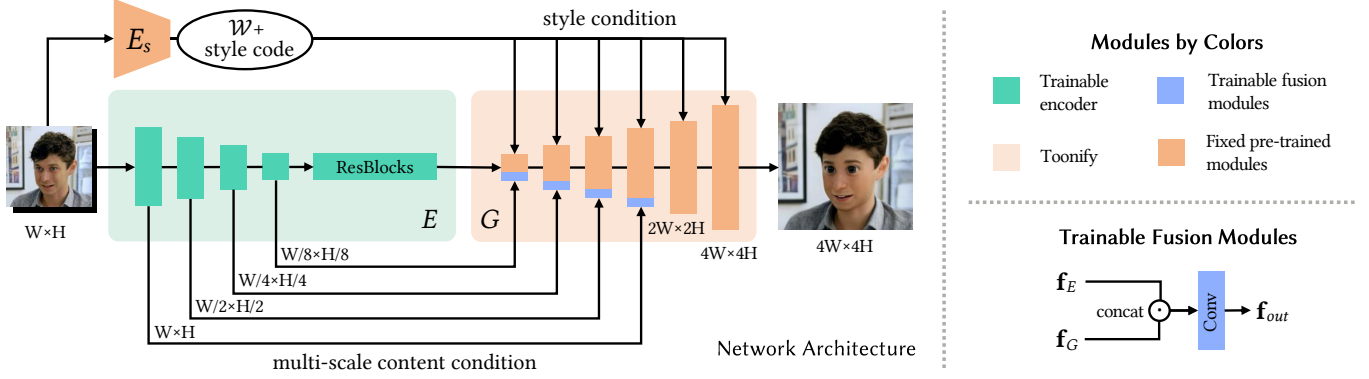 style condition
E_s
𝒲+
style code
ResBlocks
E
G
W×H
W/8×H/8
W/4×H/4
W/2×H/2
W×H
2W×2H
4W×4H
4W×4H
multi-scale content condition
Network Architecture
Modules by Colors
Trainable
encoder
Trainable fusion
modules
Toonify
Fixed pre-trained
modules
Trainable Fusion Modules
f_E
concat
f_G
Conv
f_out